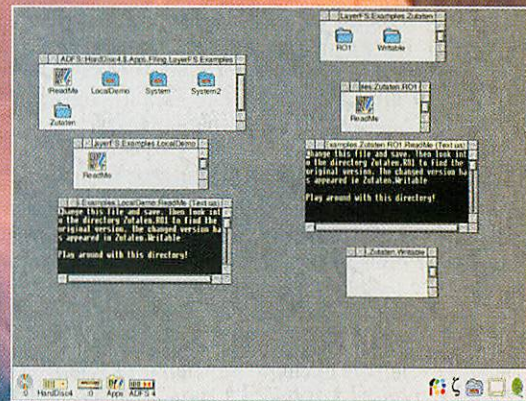 LayerFS.Examples.Zutaten
RO1 Writable
ADFS::HardDisc4.$.Apps.Filing.LayerFS.Examples
!ReadMe LocalDemo System System2
Zutaten
ayerFS.Examples.LocalDemo
ReadMe
les.Zutaten.RO1
ReadMe
S.Examples.LocalDemo.ReadMe (Text us)
Change this file and save. Then look int
o the directory Zutaten.RO1 to find the
original version. The changed version ha
s appeared in Zutaten.Writable
Play around with this directory!
xamples.Zutaten.RO1.ReadMe (Text us)
Change this file and save. Then look int
o the directory Zutaten.RO1 to find the
original version. The changed version ha
s appeared in Zutaten.Writable
Play around with this directory!
.Zutaten.Writable
:0 HardDisc4 :0 Apps ADFS 4